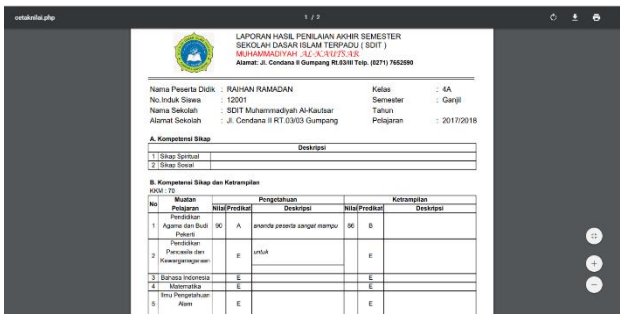 cetaknilai.php
1 / 2
LAPORAN HASIL PENILAIAN AKHIR SEMESTER
SEKOLAH DASAR ISLAM TERPADU ( SDIT )
MUHAMMADIYAH AL-KAUTSAR
Alamat: Jl. Cendana II Gumpang Rt.03/III Telp. (0271) 7652690
Nama Peserta Didik : RAIHAN RAMADAN Kelas : 4A
No.Induk Siswa : 12001 Semester : Ganjil
Nama Sekolah : SDIT Muhammadiyah Al-Kautsar Tahun
Alamat Sekolah : Jl. Cendana II RT.03/03 Gumpang Pelajaran : 2017/2018
A. Kompetensi Sikap
Deskripsi
1 Sikap Spiritual
2 Sikap Sosial
B. Kompetensi Sikap dan Ketrampilan
KKM : 70
No Muatan Pelajaran Pengetahuan Ketrampilan
Nilai Predikat Deskripsi Nilai Predikat Deskripsi
1 Pendidikan Agama dan Budi Pekerti 90 A ananda peserta sangat mampu 86 B
2 Pendidikan Pancasila dan Kewarganegaraan E untuk E
3 Bahasa Indonesia E E
4 Matematika E E
5 Ilmu Pengetahuan Alam E E